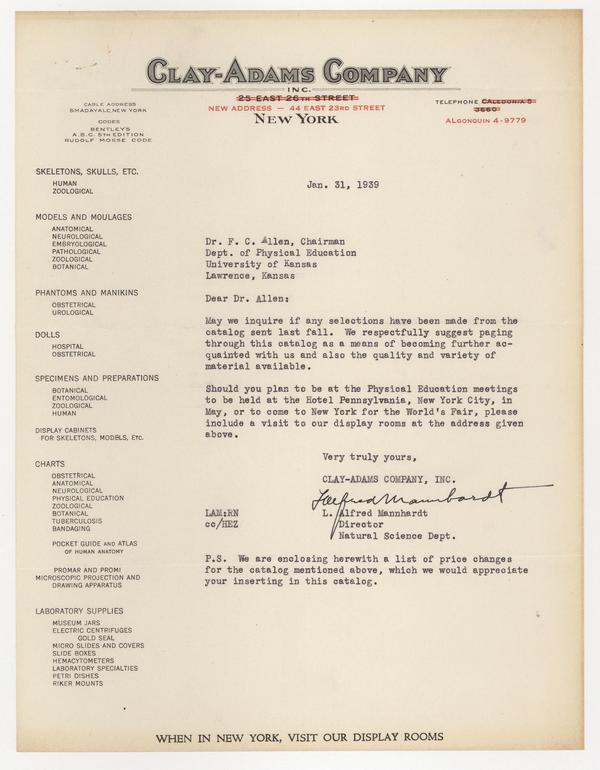 CLAY-ADAMS COMPANY
INC.
25 EAST 26TH STREET
NEW ADDRESS — 44 EAST 23RD STREET
NEW YORK
CABLE ADDRESS
SMADAYALC, NEW YORK
CODES
BENTLEY'S
A.B.C. 5TH EDITION
RUDOLF MOSSE CODE
TELEPHONE CALEDONIA 5
3660
ALGONQUIN 4-9779
SKELETONS, SKULLS, ETC.
HUMAN
ZOOLOGICAL
MODELS AND MOULAGES
ANATOMICAL
NEUROLOGICAL
EMBRYOLOGICAL
PATHOLOGICAL
ZOOLOGICAL
BOTANICAL
PHANTOMS AND MANIKINS
OBSTETRICAL
UROLOGICAL
DOLLS
HOSPITAL
OBSTETRICAL
SPECIMENS AND PREPARATIONS
BOTANICAL
ENTOMOLOGICAL
ZOOLOGICAL
HUMAN
DISPLAY CABINETS
FOR SKELETONS, MODELS, ETC.
CHARTS
OBSTETRICAL
ANATOMICAL
NEUROLOGICAL
PHYSICAL EDUCATION
ZOOLOGICAL
BOTANICAL
TUBERCULOSIS
BANDAGING
POCKET GUIDE AND ATLAS
OF HUMAN ANATOMY
PROMAR AND PROMI
MICROSCOPIC PROJECTION AND
DRAWING APPARATUS
LABORATORY SUPPLIES
MUSEUM JARS
ELECTRIC CENTRIFUGES
GOLD SEAL
MICRO SLIDES AND COVERS
SLIDE BOXES
HEMACYTOMETERS
LABORATORY SPECIALTIES
PETRI DISHES
RIKER MOUNTS
Jan. 31, 1939
Dr. F. C. Allen, Chairman
Dept. of Physical Education
University of Kansas
Lawrence, Kansas
Dear Dr. Allen:
May we inquire if any selections have been made from the
catalog sent last fall. We respectfully suggest paging
through this catalog as a means of becoming further ac-
quainted with us and also the quality and variety of
material available.
Should you plan to be at the Physical Education meetings
to be held at the Hotel Pennsylvania, New York City, in
May, or to come to New York for the World's Fair, please
include a visit to our display rooms at the address given
above.
Very truly yours,
CLAY-ADAMS COMPANY, INC.
L Alfred Mannhardt
LAM:RN
cc/HEZ
L. Alfred Mannhardt
Director
Natural Science Dept.
P.S. We are enclosing herewith a list of price changes
for the catalog mentioned above, which we would appreciate
your inserting in this catalog.
WHEN IN NEW YORK, VISIT OUR DISPLAY ROOMS